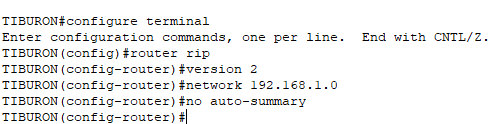 TIBURON#configure terminal
Enter configuration commands, one per line.  End with CNTL/Z.
TIBURON(config)#router rip
TIBURON(config-router)#version 2
TIBURON(config-router)#network 192.168.1.0
TIBURON(config-router)#no auto-summary
TIBURON(config-router)#